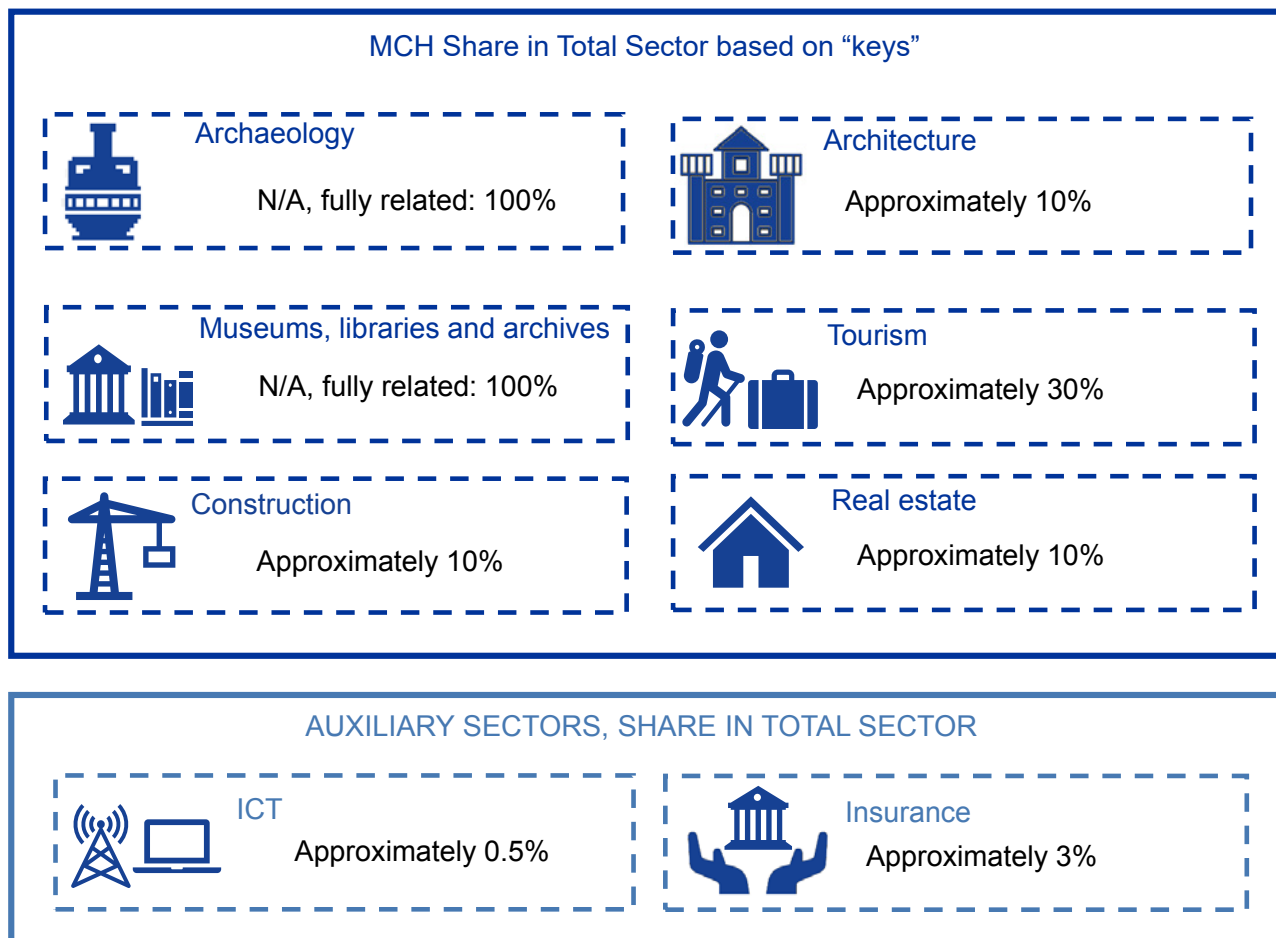 MCH Share in Total Sector based on “keys”
Archaeology
N/A, fully related: 100%
Architecture
Approximately 10%
Museums, libraries and archives
N/A, fully related: 100%
Tourism
Approximately 30%
Construction
Approximately 10%
Real estate
Approximately 10%
AUXILIARY SECTORS, SHARE IN TOTAL SECTOR
ICT
Approximately 0.5%
Insurance
Approximately 3%